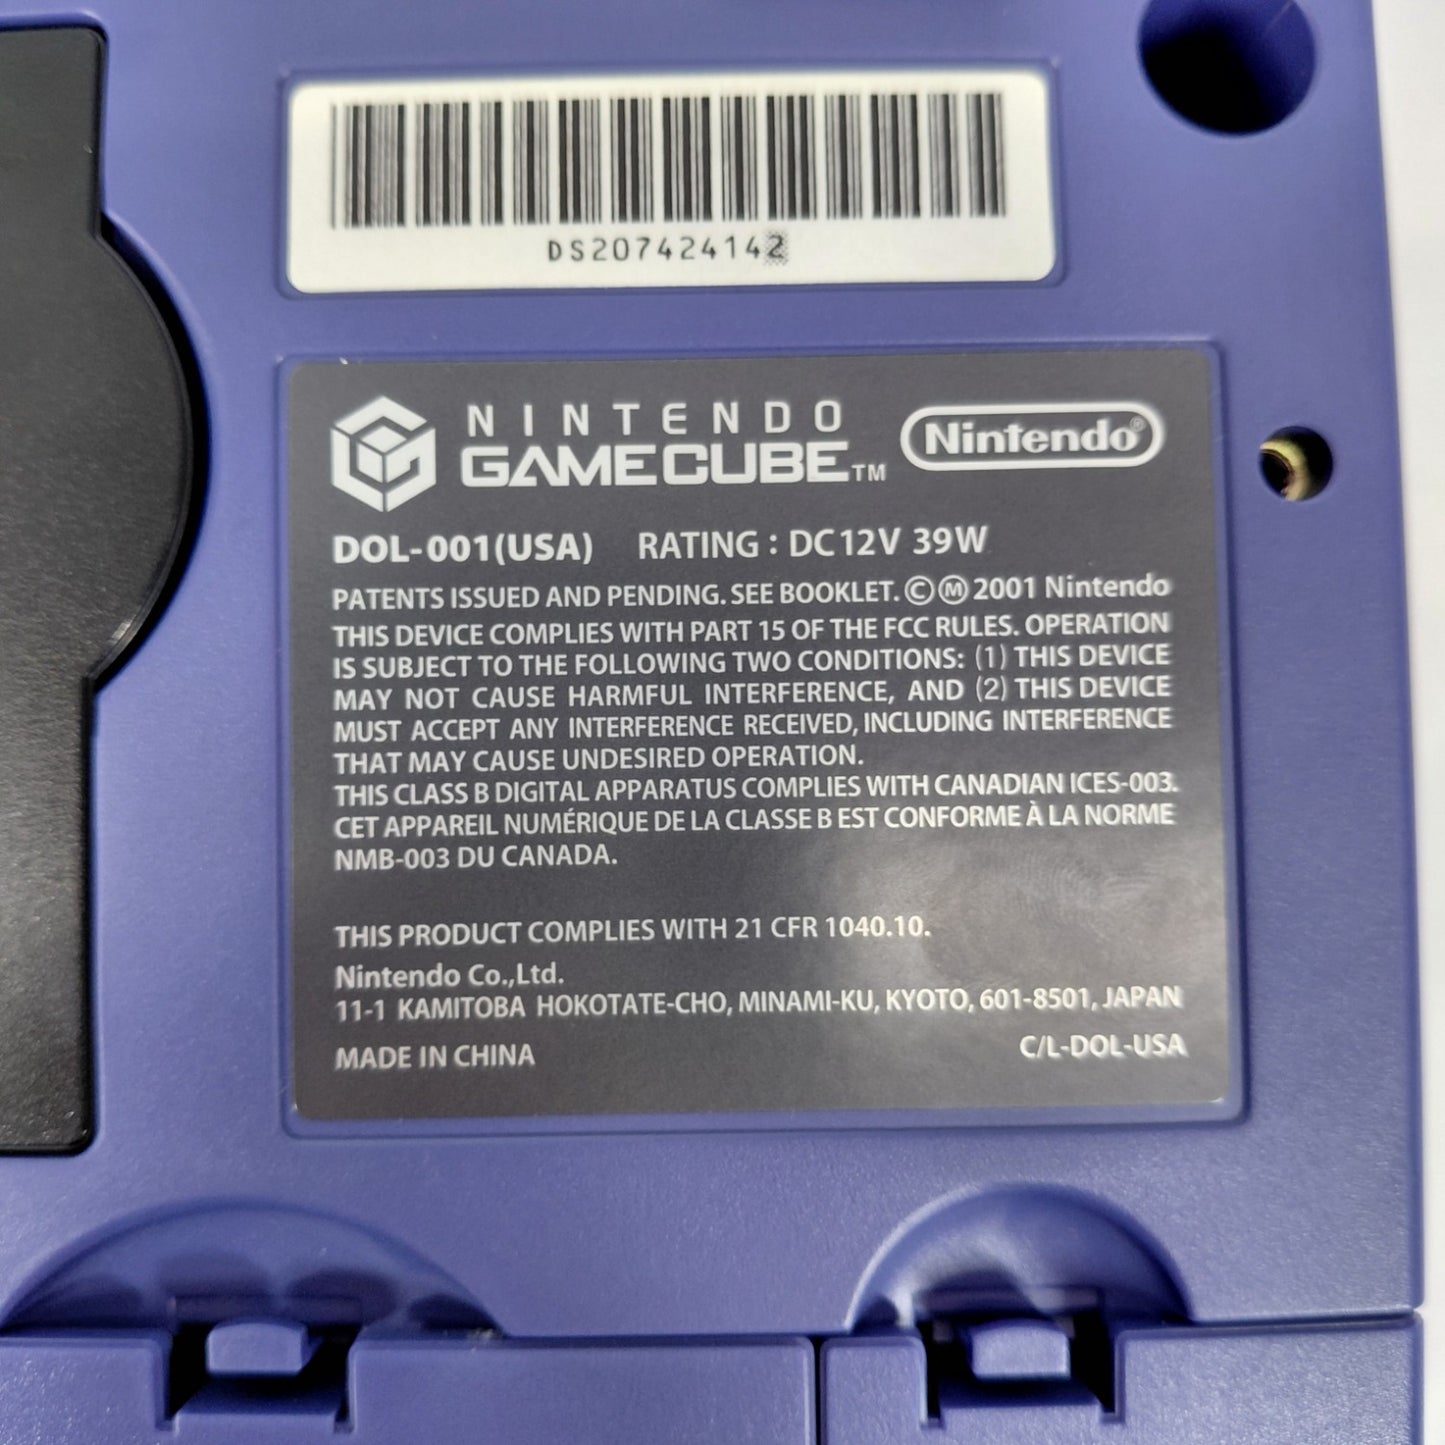 DS207424142
NINTENDO
GAMECUBE™
Nintendo®
DOL-001(USA) RATING : DC12V 39W
PATENTS ISSUED AND PENDING. SEE BOOKLET. ©Ⓜ 2001 Nintendo
THIS DEVICE COMPLIES WITH PART 15 OF THE FCC RULES. OPERATION
IS SUBJECT TO THE FOLLOWING TWO CONDITIONS: (1) THIS DEVICE
MAY NOT CAUSE HARMFUL INTERFERENCE, AND (2) THIS DEVICE
MUST ACCEPT ANY INTERFERENCE RECEIVED, INCLUDING INTERFERENCE
THAT MAY CAUSE UNDESIRED OPERATION.
THIS CLASS B DIGITAL APPARATUS COMPLIES WITH CANADIAN ICES-003.
CET APPAREIL NUMÉRIQUE DE LA CLASSE B EST CONFORME À LA NORME
NMB-003 DU CANADA.
THIS PRODUCT COMPLIES WITH 21 CFR 1040.10.
Nintendo Co.,Ltd.
11-1 KAMITOBA HOKOTATE-CHO, MINAMI-KU, KYOTO, 601-8501, JAPAN
MADE IN CHINA
C/L-DOL-USA